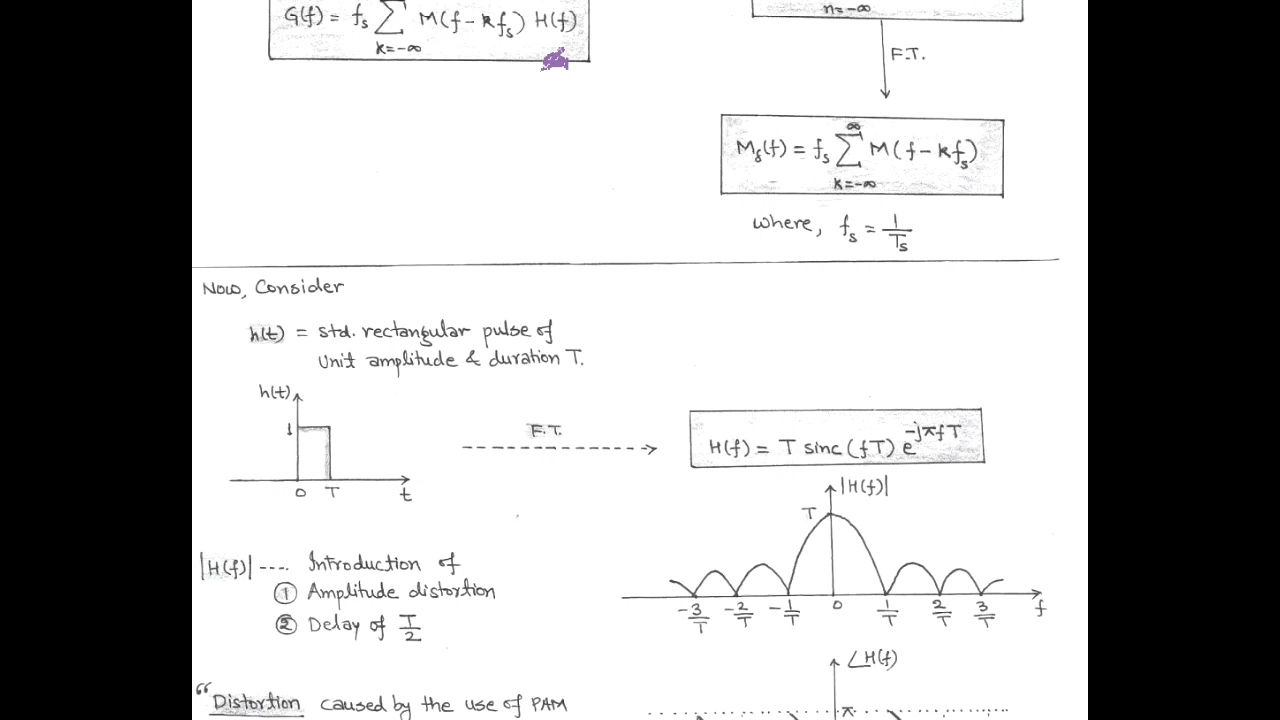 G(f) = fs ∑ M(f - kfs) H(f)
k=-∞
n=-∞
F.T.
∞
Ms(f) = fs ∑ M(f - kfs)
k=-∞
where, fs = 1/Ts
Now, Consider
h(t) = std. rectangular pulse of
Unit amplitude & duration T.
h(t)
1
0 T t
F.T.
H(f) = T sinc(fT) e^-jπfT
|H(f)|
T
-3/T -2/T -1/T 0 1/T 2/T 3/T f
|H(f)| ---- Introduction of
① Amplitude distortion
② Delay of T/2
∠H(f)
π
"Distortion caused by the use of PAM